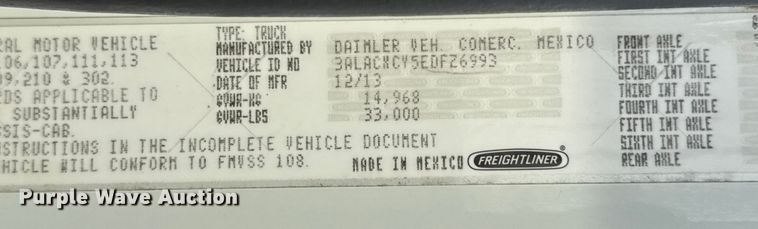 TYPE: TRUCK
RAL MOTOR VEHICLE
MANUFACTURED BY DAIMLER VEH. COMERC. MEXICO
FRONT AXLE
106,107,111,113
VEHICLE ID NO 3ALACXCY5EDFZ6993
FIRST INT AXLE
09,210 & 302.
DATE OF MFR 12/13
SECOND INT AXLE
RDS APPLICABLE TO
GVWR-KG 14,968
THIRD INT AXLE
SUBSTANTIALLY
GVWR-LBS 33,000
FOURTH INT AXLE
SSIS-CAB.
FIFTH INT AXLE
STRUCTIONS IN THE INCOMPLETE VEHICLE DOCUMENT
SIXTH INT AXLE
HICLE WILL CONFORM TO FMVSS 108.
MADE IN MEXICO FREIGHTLINER
REAR AXLE
Purple Wave Auction